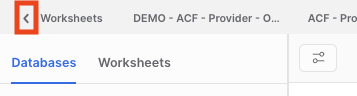 Worksheets DEMO - ACF - Provider - O... ACF - Pro
Databases Worksheets